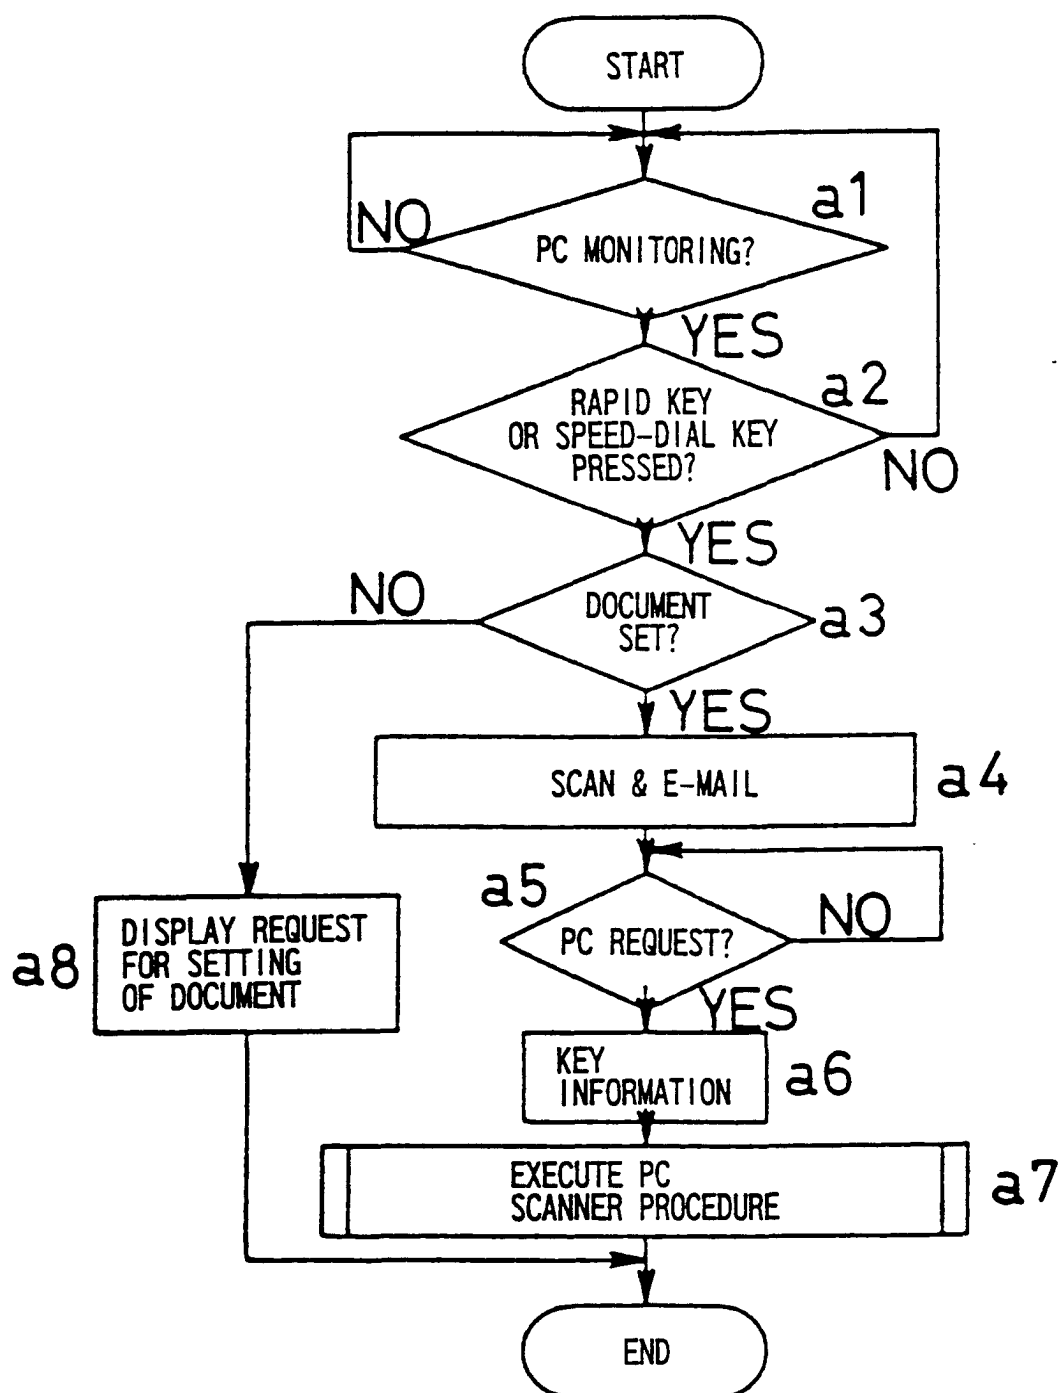 START
a1
NO
PC MONITORING?
YES
a2
RAPID KEY
OR SPEED-DIAL KEY
PRESSED?
NO
YES
NO
DOCUMENT
SET?
a3
YES
SCAN & E-MAIL
a4
a5
NO
PC REQUEST?
a8
DISPLAY REQUEST
FOR SETTING
OF DOCUMENT
YES
KEY
INFORMATION
a6
EXECUTE PC
SCANNER PROCEDURE
a7
END